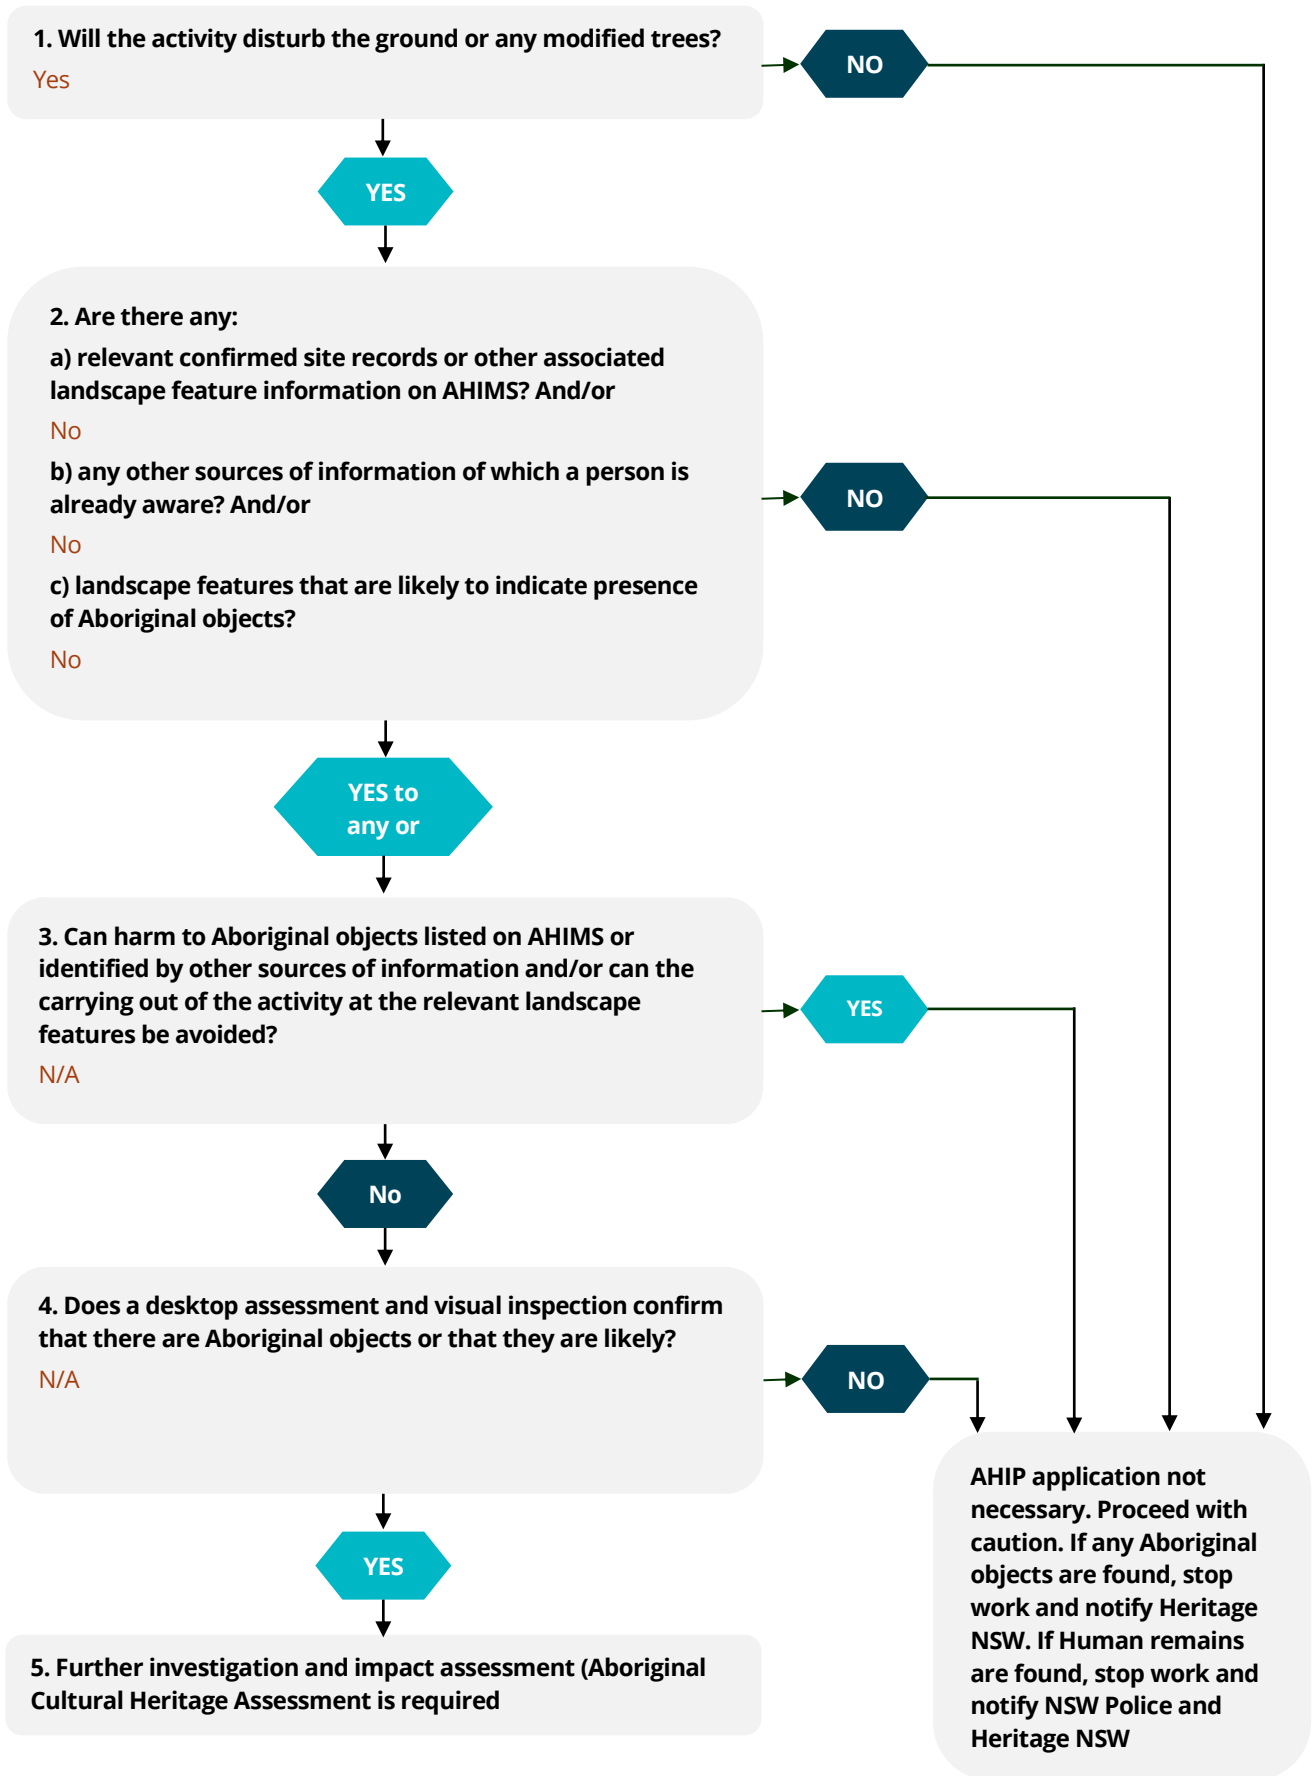 1. Will the activity disturb the ground or any modified trees?
Yes
NO
YES
2. Are there any:
a) relevant confirmed site records or other associated
landscape feature information on AHIMS? And/or
No
b) any other sources of information of which a person is
already aware? And/or
No
c) landscape features that are likely to indicate presence
of Aboriginal objects?
No
NO
YES to
any or
3. Can harm to Aboriginal objects listed on AHIMS or
identified by other sources of information and/or can the
carrying out of the activity at the relevant landscape
features be avoided?
N/A
YES
No
4. Does a desktop assessment and visual inspection confirm
that there are Aboriginal objects or that they are likely?
N/A
NO
YES
5. Further investigation and impact assessment (Aboriginal
Cultural Heritage Assessment is required
AHIP application not
necessary. Proceed with
caution. If any Aboriginal
objects are found, stop
work and notify Heritage
NSW. If Human remains
are found, stop work and
notify NSW Police and
Heritage NSW